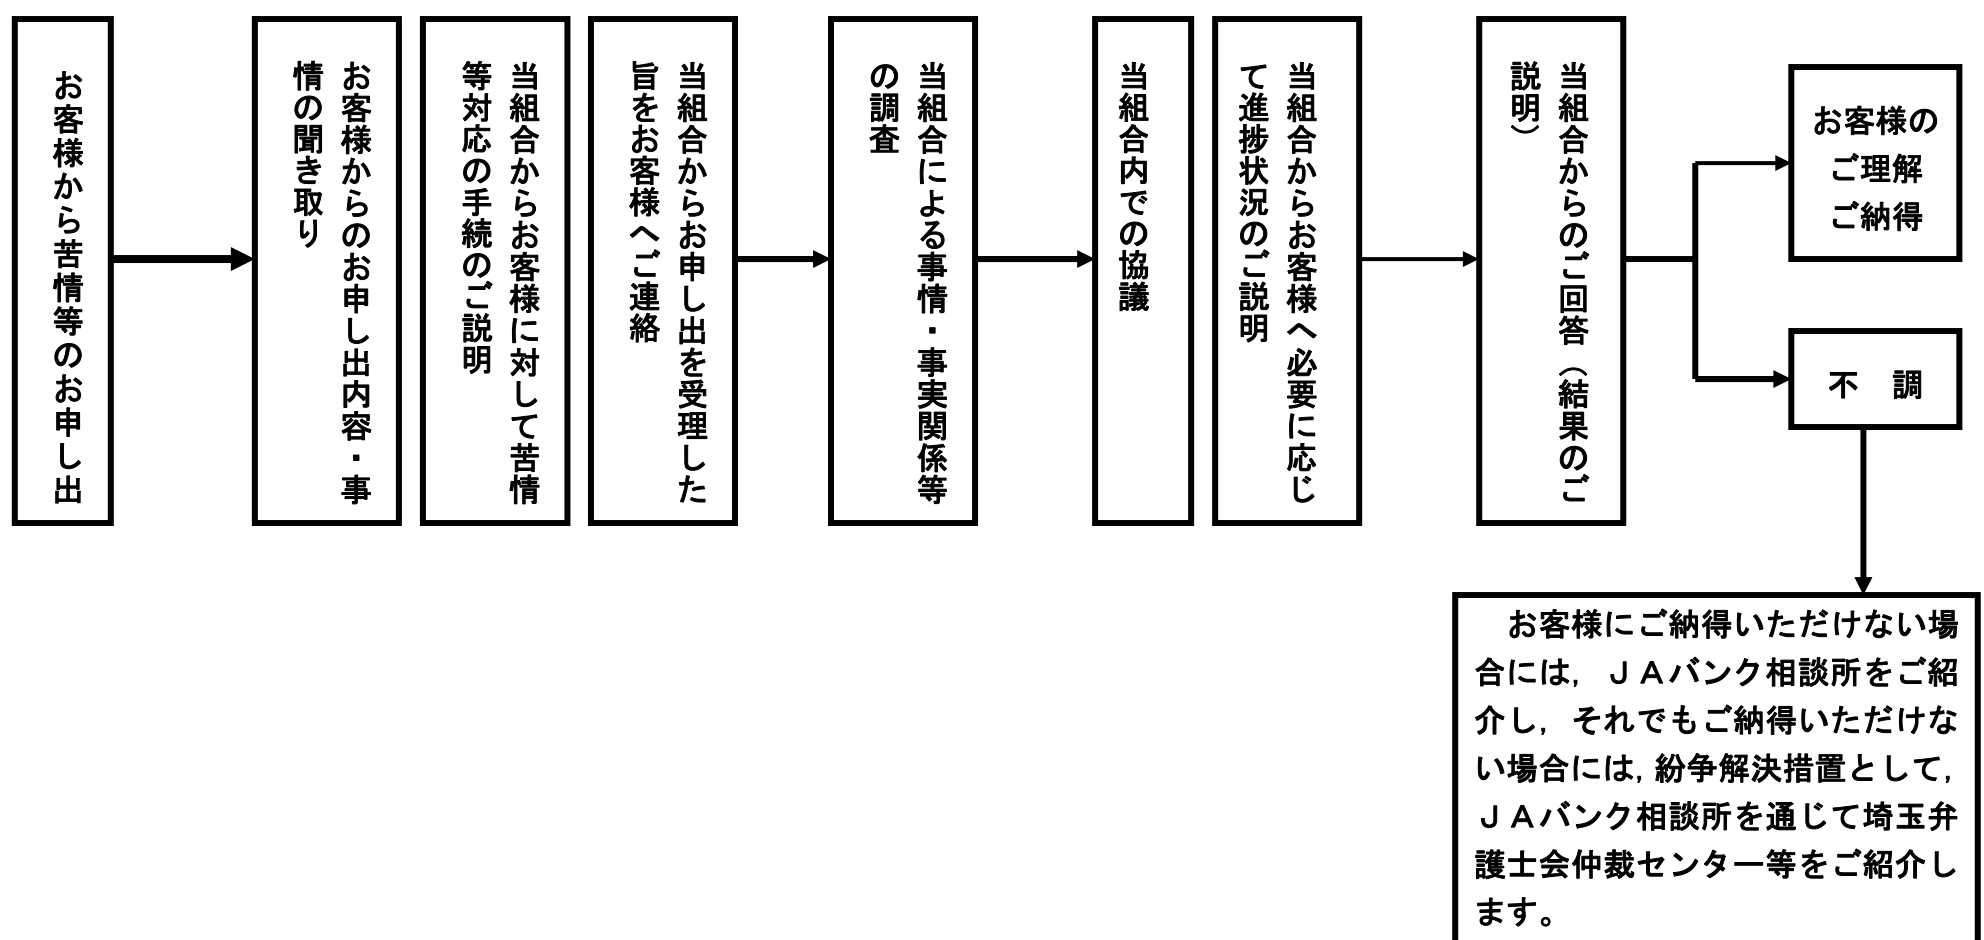 お客様から苦情等のお申し出
お客様からのお申し出内容・事
情の聞き取り
当組合からお客様に対して苦情
等対応の手続のご説明
当組合からお申し出を受理した
旨をお客様へご連絡
当組合による事情・事実関係等
の調査
当組合内での協議
当組合からお客様へ必要に応じ
て進捗状況のご説明
当組合からのご回答（結果のご
説明）
お客様の
ご理解
ご納得
不　調
　お客様にご納得いただけない場
合には，ＪＡバンク相談所をご紹
介し，それでもご納得いただけな
い場合には，紛争解決措置として，
ＪＡバンク相談所を通じて埼玉弁
護士会仲裁センター等をご紹介し
ます。